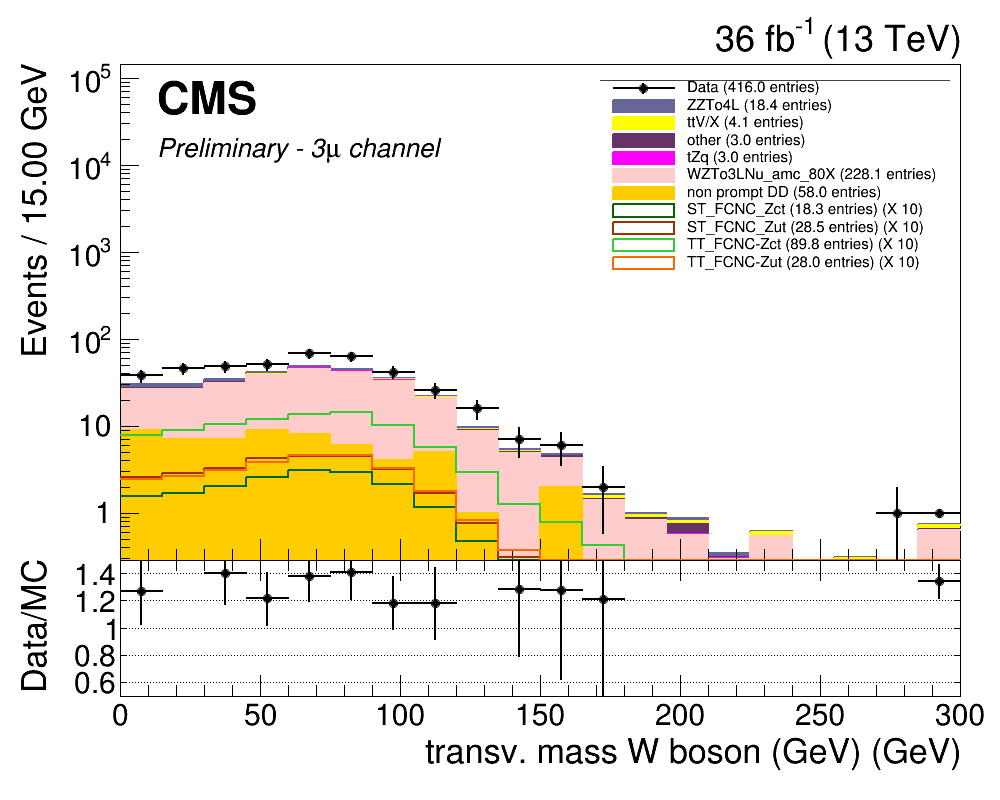 36 fb-1 (13 TeV)
CMS
Preliminary - 3μ channel
Data (416.0 entries)
ZZTo4L (18.4 entries)
ttV/X (4.1 entries)
other (3.0 entries)
tZq (3.0 entries)
WZTo3LNu_amc_80X (228.1 entries)
non prompt DD (58.0 entries)
ST_FCNC_Zct (18.3 entries) (X 10)
ST_FCNC_Zut (28.5 entries) (X 10)
TT_FCNC-Zct (89.8 entries) (X 10)
TT_FCNC-Zut (28.0 entries) (X 10)
Events / 15.00 GeV
10^5
10^4
10^3
10^2
10
1
Data/MC
1.4
1.2
1
0.8
0.6
0 50 100 150 200 250 300
transv. mass W boson (GeV) (GeV)